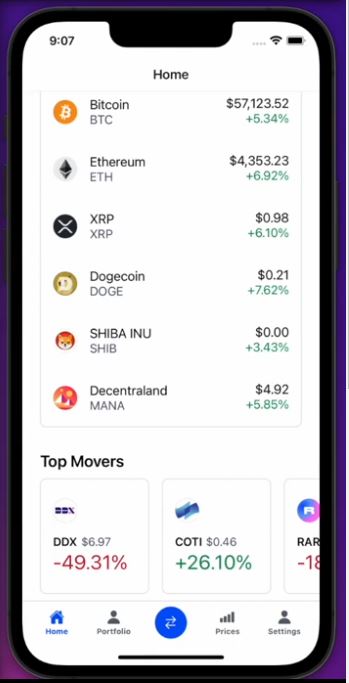 9:07
Home
Bitcoin $57,123.52
BTC +5.34%
Ethereum $4,353.23
ETH +6.92%
XRP $0.98
XRP +6.10%
Dogecoin $0.21
DOGE +7.62%
SHIBA INU $0.00
SHIB +3.43%
Decentraland $4.92
MANA +5.85%
Top Movers
DDX
DDX $6.97 COTI $0.46 RAR
-49.31% +26.10% -18
Home Portfolio Prices Settings